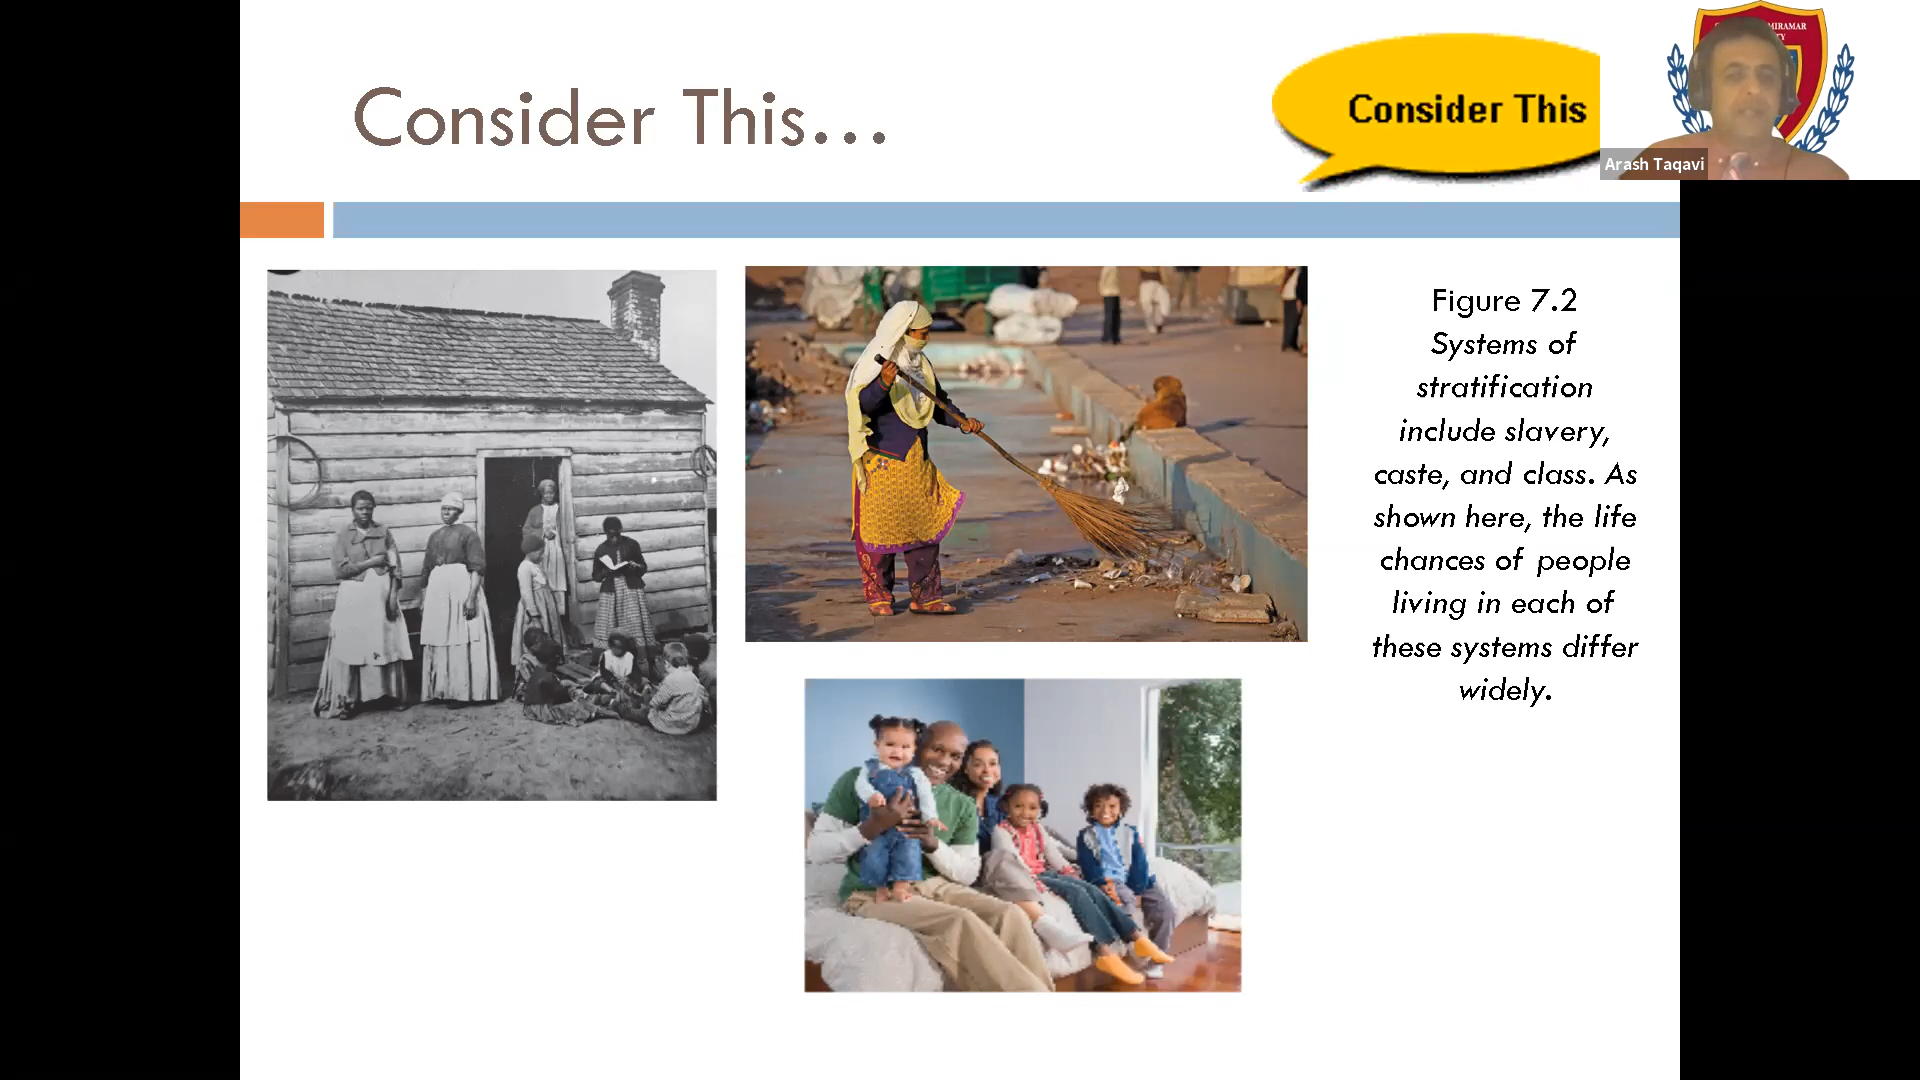 Consider This...
Consider This
MIRAMAR
Arash Taqavi
Figure 7.2
Systems of
stratification
include slavery,
caste, and class. As
shown here, the life
chances of people
living in each of
these systems differ
widely.